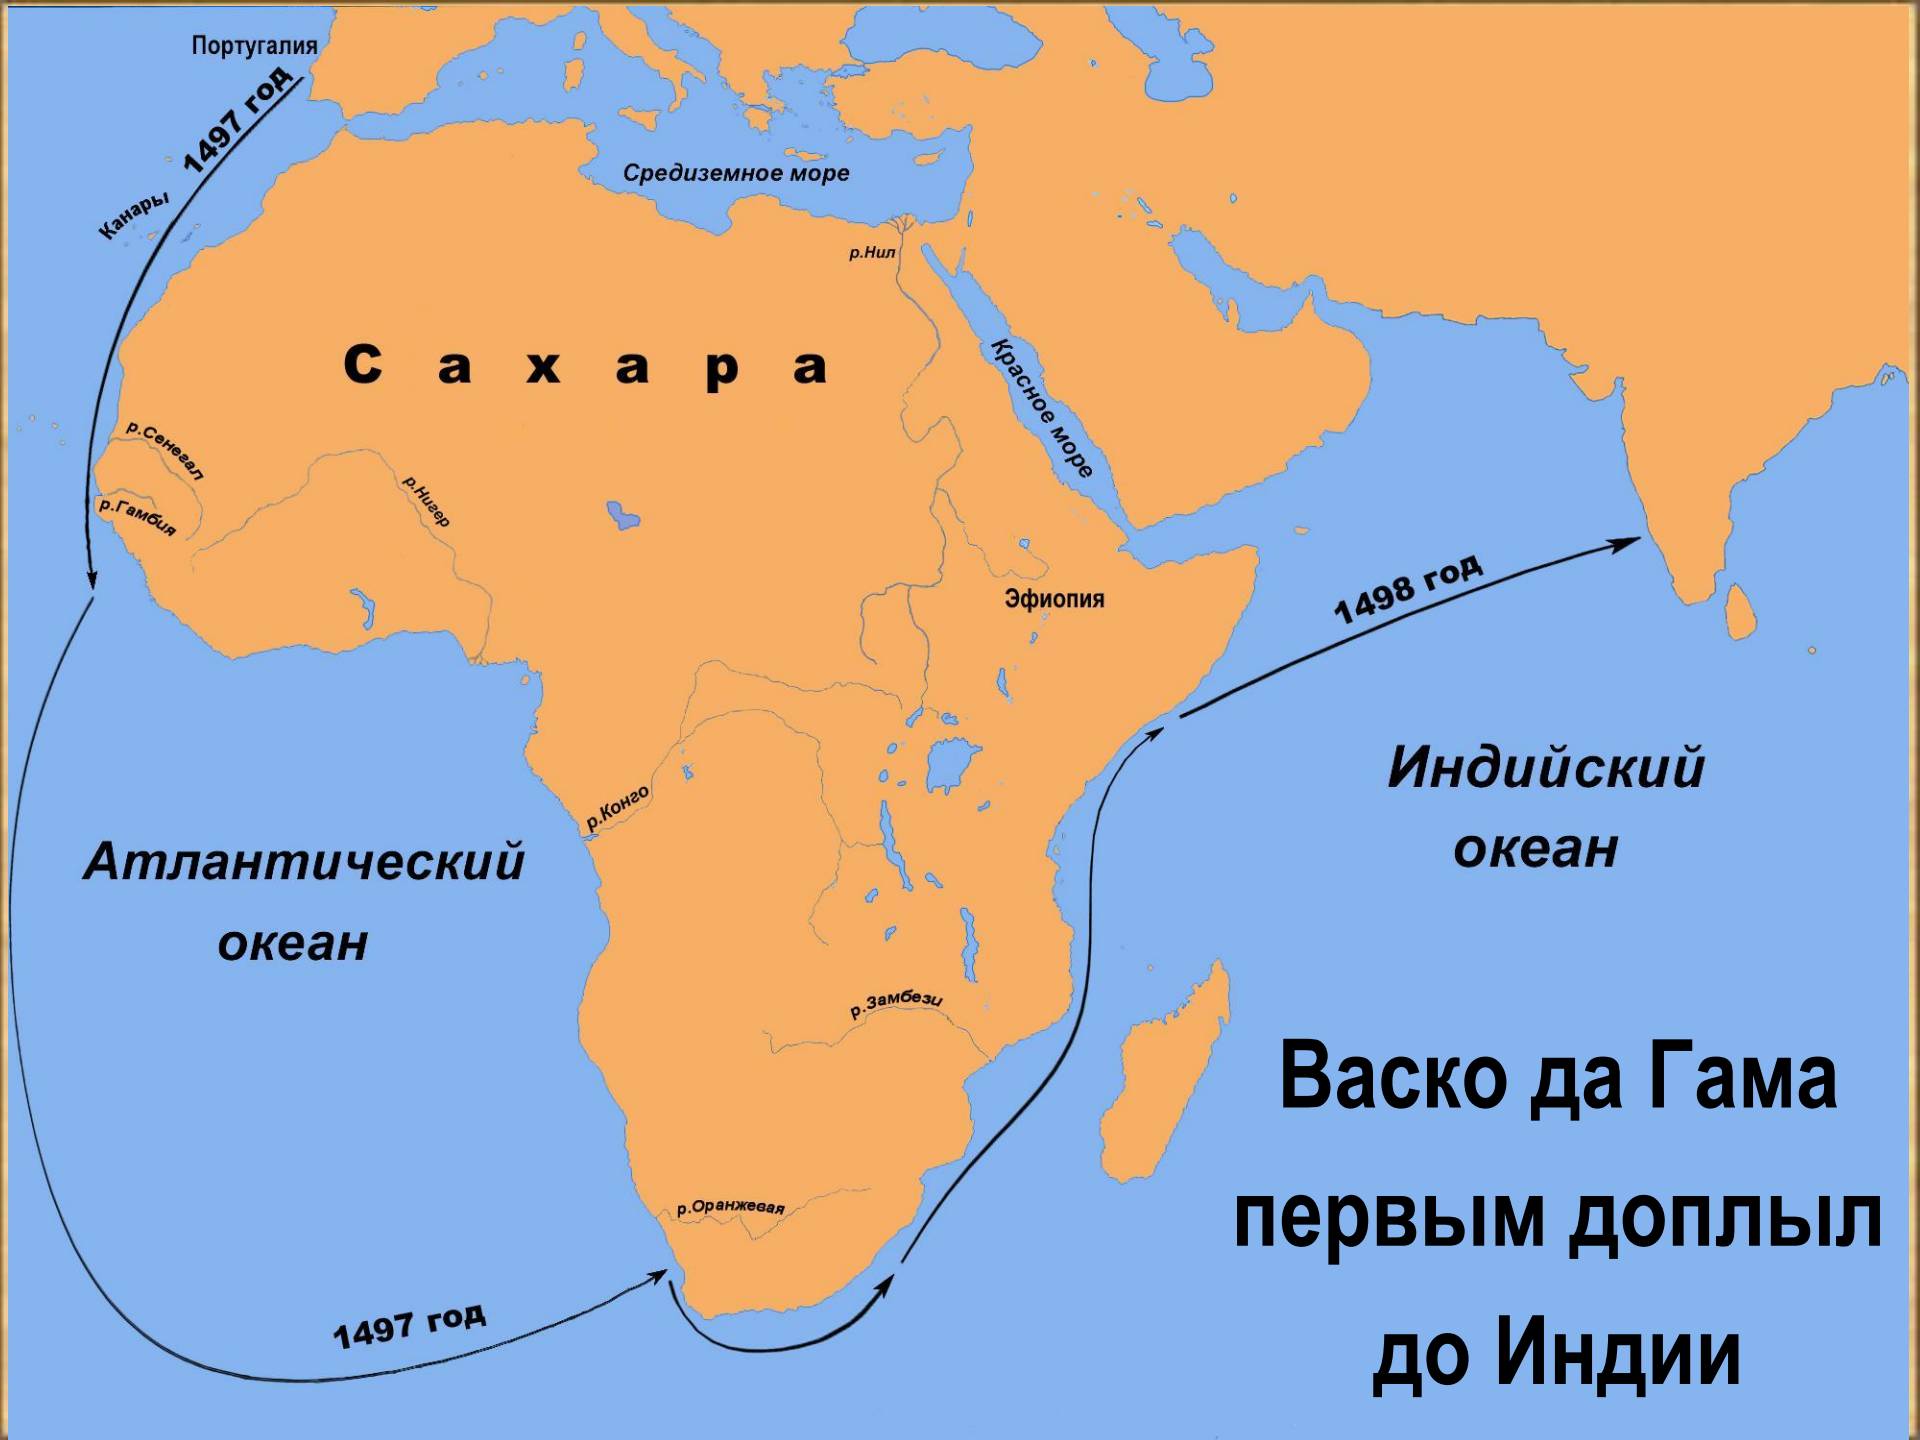 Португалия
1497 год
Канары
Средиземное море
р.Нил
Сахара
Красное море
р.Сенегал
р.Гамбия
р.Нигер
Эфиопия
1498 год
Индийский
океан
р.Конго
Атлантический
океан
р.Замбези
р.Оранжевая
1497 год
Васко да Гама
первым доплыл
до Индии